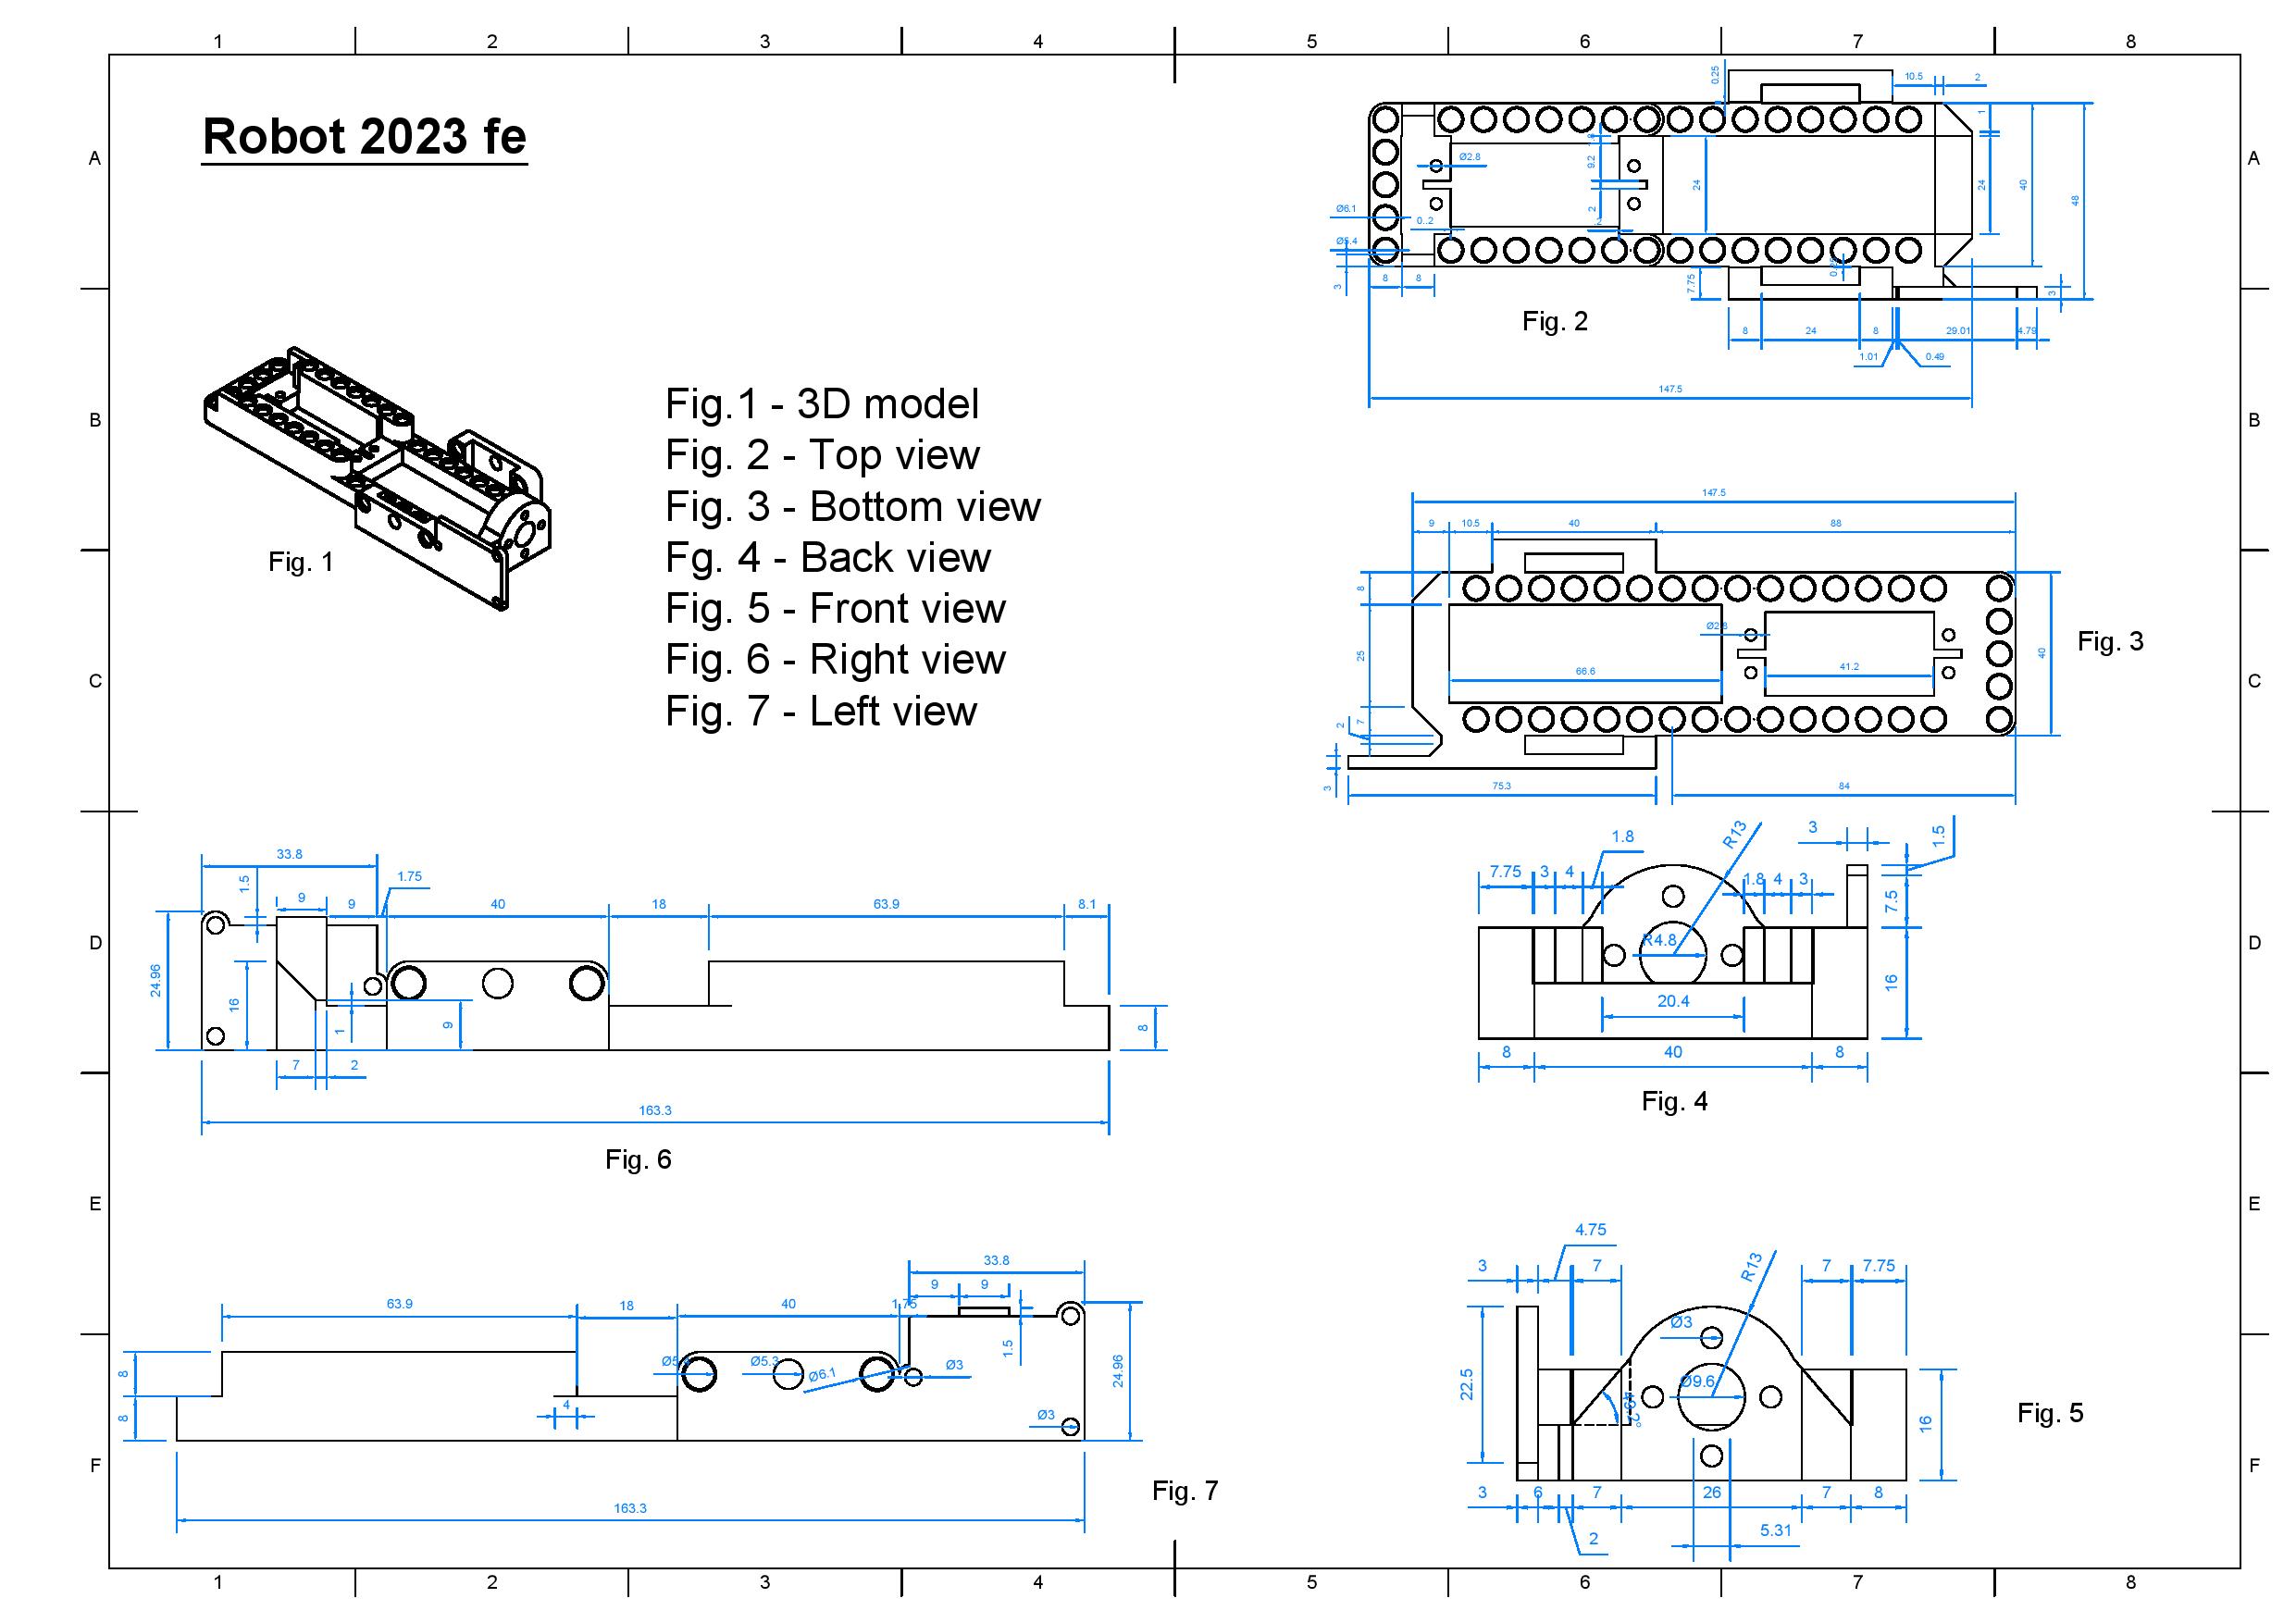 1 2 3 4 5 6 7 8
A A
B B
C C
D D
E E
F F
Robot 2023 fe
Fig. 1
Fig.1 - 3D model
Fig. 2 - Top view
Fig. 3 - Bottom view
Fg. 4 - Back view
Fig. 5 - Front view
Fig. 6 - Right view
Fig. 7 - Left view
0.25 10.5 2
1
Ø2.8 9.2
24 24 40 48
Ø6.1 0..2 2
Ø5.4
3 8 8 7.75 0.25 3
Fig. 2
8 24 8 29.01 4.79
1.01 0.49
147.5
147.5
9 10.5 40 88
8
Ø2.8
25 40
Fig. 3
66.6 41.2
2 7
3 75.3 84
1.8 R13 3 1.5
7.75 3 4 1.8 4 3
7.5
R4.8
16
20.4
8 40 8
Fig. 4
33.8
1.5 1.75
9 9 40 18 63.9 8.1
24.96
16
1 9 8
7 2
163.3
Fig. 6
33.8
9 9
63.9 18 40 1.75
1.5
8 Ø5.3 Ø6.1 Ø3 24.96
8 4 Ø3
163.3
Fig. 7
4.75
3 7 R13 7 7.75
Ø3
22.5 Ø9.6
16
Fig. 5
3 6 7 26 7 8
2 5.31
1 2 3 4 5 6 7 8